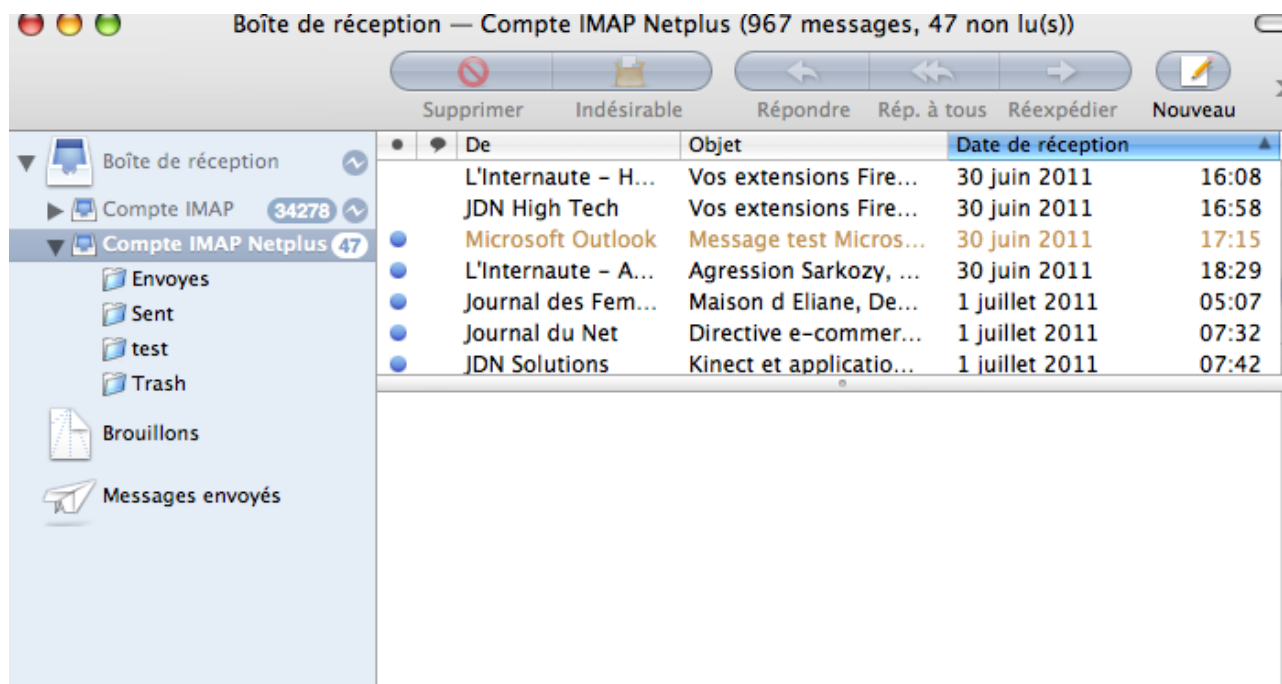 Boîte de réception — Compte IMAP Netplus (967 messages, 47 non lu(s))
Supprimer Indésirable Répondre Rép. à tous Réexpédier Nouveau
Boîte de réception
Compte IMAP 34278
Compte IMAP Netplus 47
Envoyes
Sent
test
Trash
Brouillons
Messages envoyés
De Objet Date de réception
L'Internaute – H... Vos extensions Fire... 30 juin 2011 16:08
JDN High Tech Vos extensions Fire... 30 juin 2011 16:58
Microsoft Outlook Message test Micros... 30 juin 2011 17:15
L'Internaute – A... Agression Sarkozy, ... 30 juin 2011 18:29
Journal des Fem... Maison d Eliane, De... 1 juillet 2011 05:07
Journal du Net Directive e-commer... 1 juillet 2011 07:32
JDN Solutions Kinect et applicatio... 1 juillet 2011 07:42